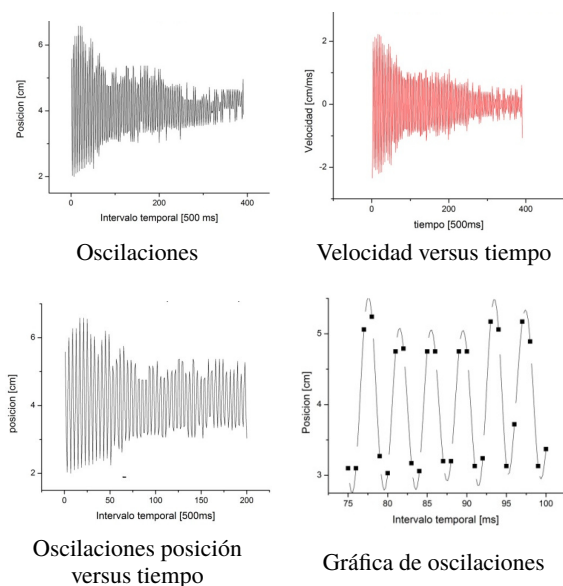 6
4
2
Posicion [cm]
0
200
400
Intervalo temporal [500 ms]
Oscilaciones
2
0
-2
Velocidad [cm/ms]
0
200
400
tiempo [500ms]
Velocidad versus tiempo
6
4
2
posicion [cm]
0
50
100
150
200
Intervalo temporal [500ms]
Oscilaciones posición
versus tiempo
5
4
3
Posicion [cm]
75
80
85
90
95
100
Intervalo temporal [ms]
Gráfica de oscilaciones